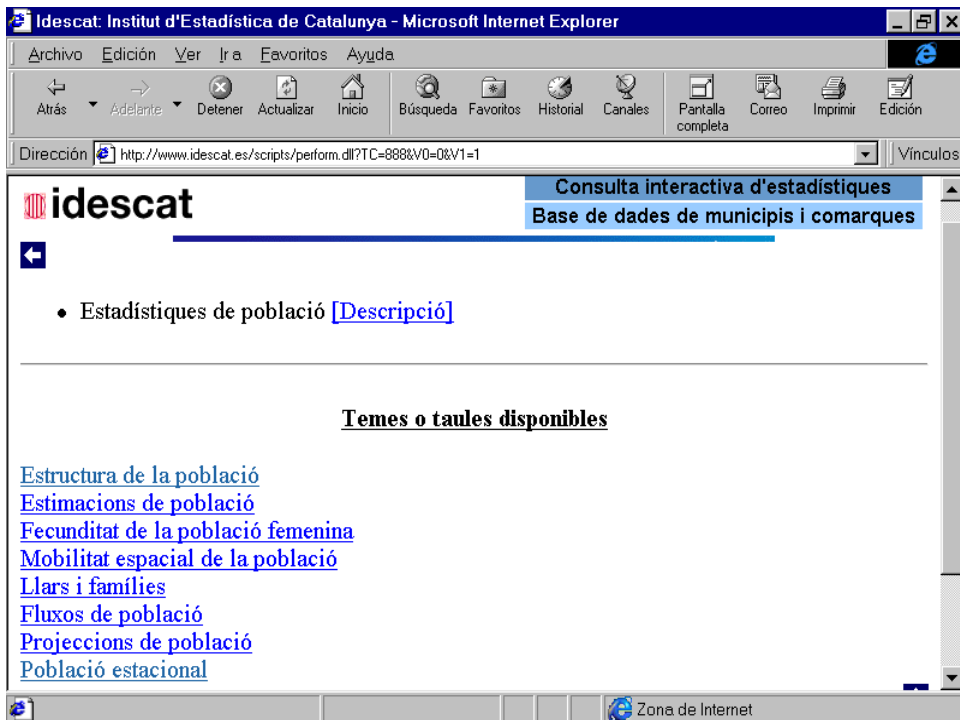 Idescat: Institut d'Estadística de Catalunya - Microsoft Internet Explorer
Archivo Edición Ver Ir a Favoritos Ayuda
Atrás Adelante Detener Actualizar Inicio Búsqueda Favoritos Historial Canales Pantalla completa Correo Imprimir Edición
Dirección http://www.idescat.es/scripts/perform.dll?TC=888&V0=0&V1=1 Vínculos
idescat
Consulta interactiva d'estadístiques
Base de dades de municipis i comarques
Estadístiques de població [Descripció]
Temes o taules disponibles
Estructura de la població
Estimacions de població
Fecunditat de la població femenina
Mobilitat espacial de la població
Llars i famílies
Fluxos de població
Projeccions de població
Població estacional
Zona de Internet